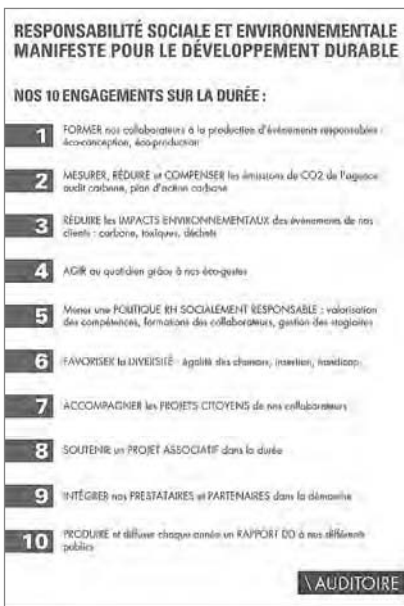 RESPONSABILITÉ SOCIALE ET ENVIRONNEMENTALE
MANIFESTE POUR LE DÉVELOPPEMENT DURABLE
NOS 10 ENGAGEMENTS SUR LA DURÉE :
1 FORMER nos collaborateurs à la production d'événements responsables :
éco-conception, éco-production
2 MESURER, RÉDUIRE et COMPENSER les émissions de CO2 de l'agence
audit carbone, plan d'action carbone
3 RÉDUIRE les IMPACTS ENVIRONNEMENTAUX des événements de nos
clients : carbone, toxiques, déchets
4 AGIR au quotidien grâce à nos éco-gestes
5 Mener une POLITIQUE RH SOCIALEMENT RESPONSABLE : valorisation
des compétences, formations des collaborateurs, gestion des stagiaires
6 FAVORISER la DIVERSITÉ : égalité des chances, insertion, handicap
7 ACCOMPAGNER les PROJETS CITOYENS de nos collaborateurs
8 SOUTENIR un PROJET ASSOCIATIF dans la durée
9 INTÉGRER nos PRESTATAIRES et PARTENAIRES dans la démarche
10 PRODUIRE et diffuser chaque année un RAPPORT DD à nos différents
publics
\AUDITOIRE